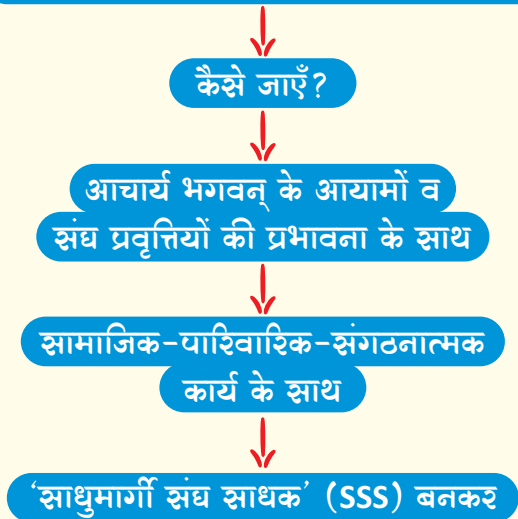 कैसे जाएँ?
आचार्य भगवन् के आयामों व
संघ प्रवृत्तियों की प्रभावना के साथ
सामाजिक-पारिवारिक-संगठनात्मक
कार्य के साथ
‘साधुमार्गी संघ साधक’ (SSS) बनकर